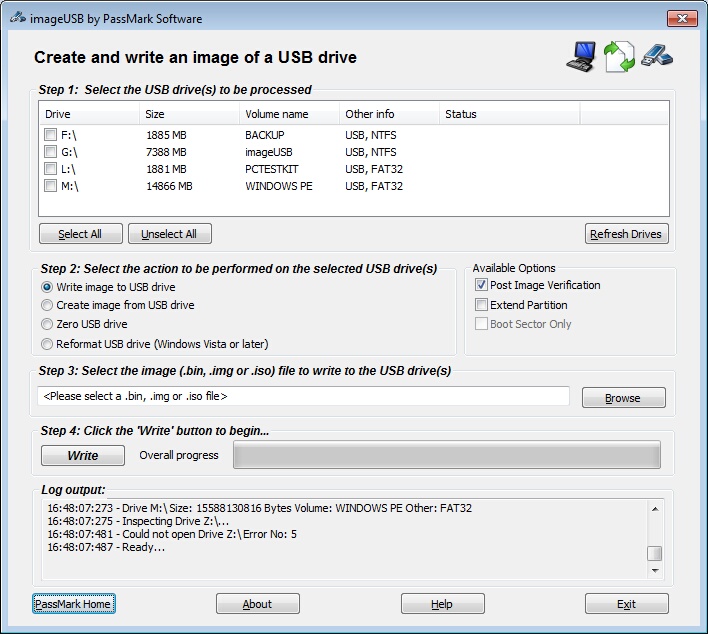 imageUSB by PassMark Software
Create and write an image of a USB drive
Step 1: Select the USB drive(s) to be processed
Drive Size Volume name Other info Status
F:\ 1885 MB BACKUP USB, NTFS
G:\ 7388 MB imageUSB USB, NTFS
L:\ 1881 MB PCTESTKIT USB, FAT32
M:\ 14866 MB WINDOWS PE USB, FAT32
Select All Unselect All Refresh Drives
Step 2: Select the action to be performed on the selected USB drive(s)
Write image to USB drive
Create image from USB drive
Zero USB drive
Reformat USB drive (Windows Vista or later)
Available Options
Post Image Verification
Extend Partition
Boot Sector Only
Step 3: Select the image (.bin, .img or .iso) file to write to the USB drive(s)
<Please select a .bin, .img or .iso file> Browse
Step 4: Click the 'Write' button to begin...
Write Overall progress
Log output:
16:48:07:273 - Drive M:\ Size: 15588130816 Bytes Volume: WINDOWS PE Other: FAT32
16:48:07:275 - Inspecting Drive Z:\...
16:48:07:481 - Could not open Drive Z:\ Error No: 5
16:48:07:487 - Ready...
PassMark Home About Help Exit